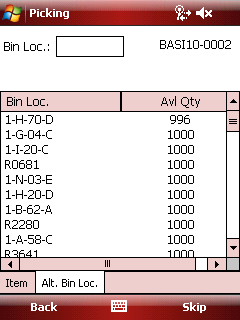 Picking
Bin Loc.: BASI10-0002
Bin Loc. Avl Qty
1-H-70-D 996
1-G-04-C 1000
1-I-20-C 1000
R0681 1000
1-N-03-E 1000
1-H-20-D 1000
1-B-62-A 1000
R2280 1000
1-A-58-C 1000
R3641 1000
Item Alt. Bin Loc.
Back Skip